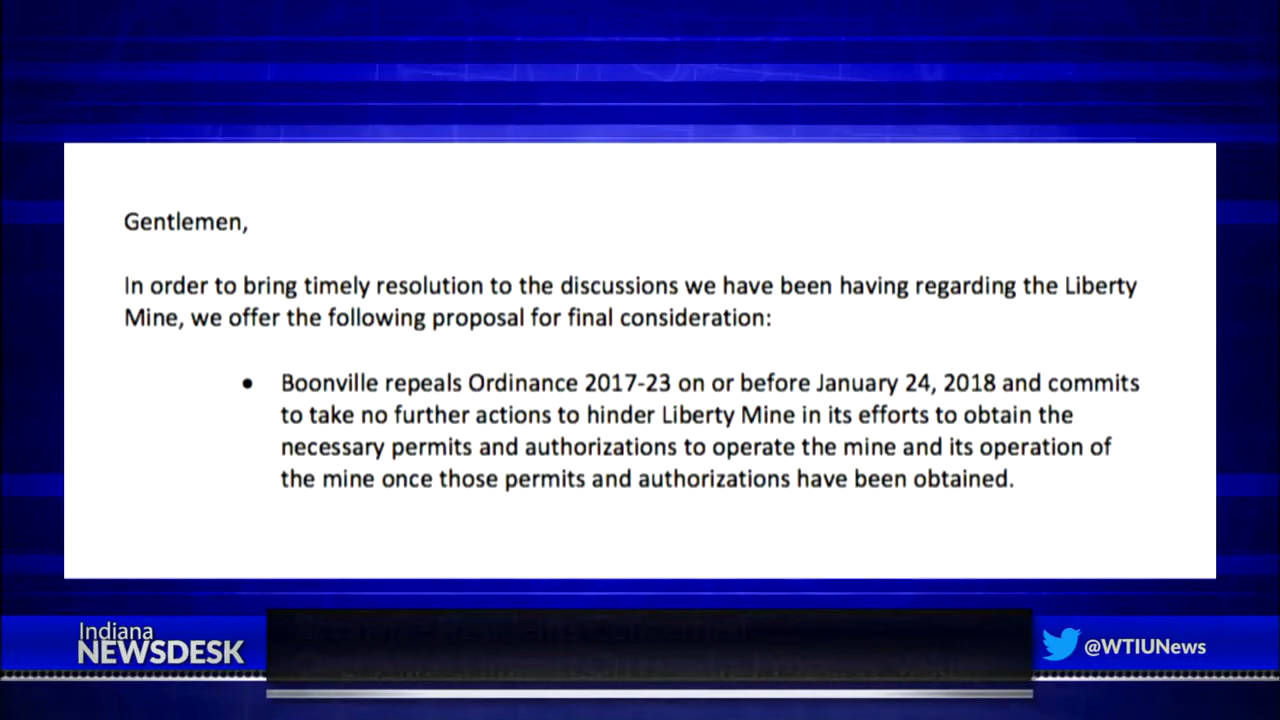 Gentlemen,
In order to bring timely resolution to the discussions we have been having regarding the Liberty
Mine, we offer the following proposal for final consideration:
• Boonville repeals Ordinance 2017-23 on or before January 24, 2018 and commits
to take no further actions to hinder Liberty Mine in its efforts to obtain the
necessary permits and authorizations to operate the mine and its operation of
the mine once those permits and authorizations have been obtained.
Indiana
NEWSDESK
@WTIUNews